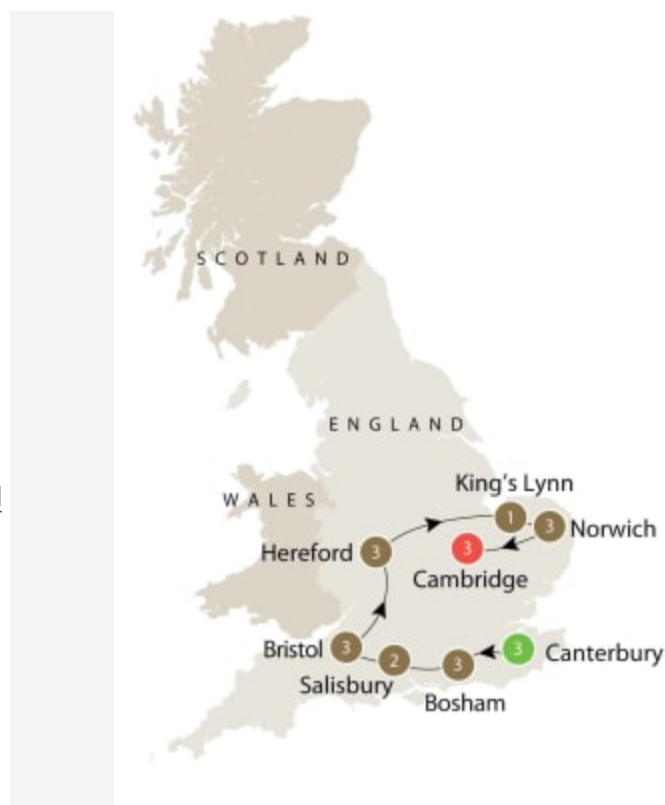 SCOTLAND
ENGLAND
King's Lynn
WALES
1
3 Norwich
Hereford 3
3
Cambridge
Bristol 3
2
3
3 Canterbury
Salisbury
Bosham